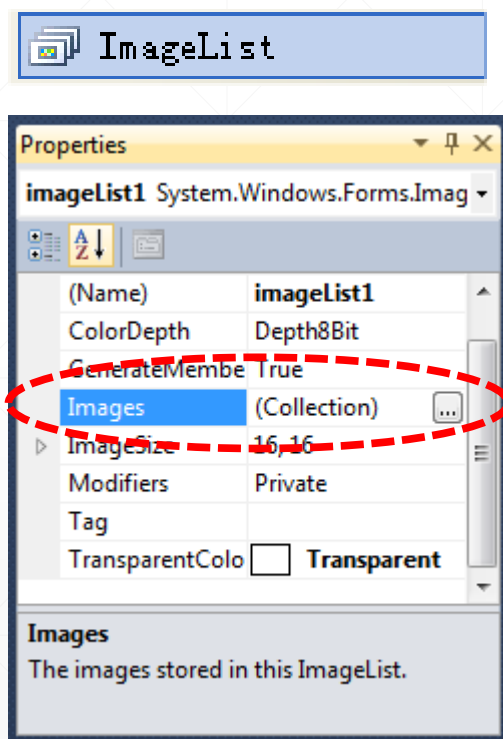 ImageList
Properties
imageList1 System.Windows.Forms.Imag
(Name) imageList1
ColorDepth Depth8Bit
GenerateMembe True
Images (Collection) ...
ImageSize 16, 16
Modifiers Private
Tag
TransparentColo Transparent
Images
The images stored in this ImageList.